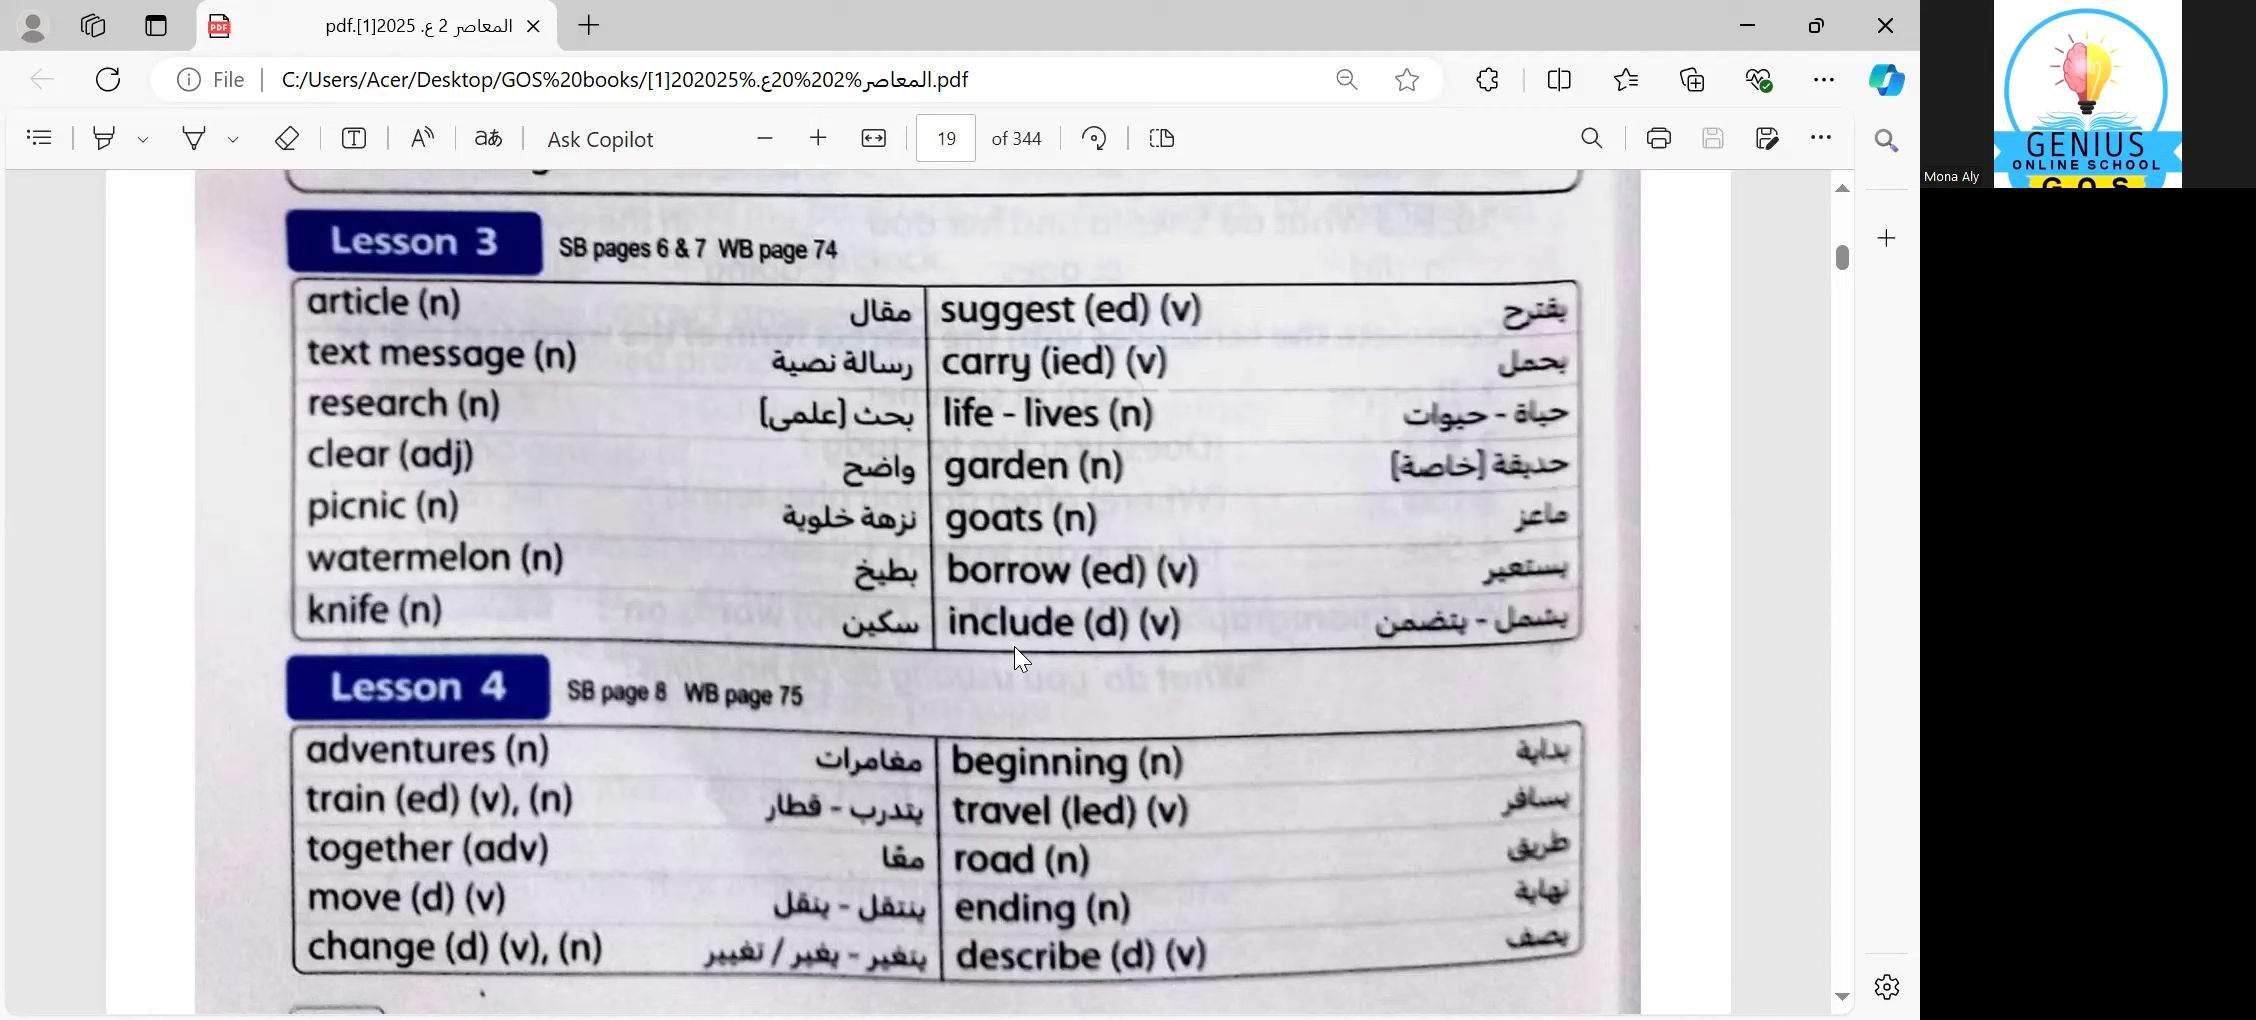 المعاصر 2 ع. 2025[1].pdf
File
C:/Users/Acer/Desktop/GOS%20books/[1]202025%.ع20%202%المعاصر.pdf
aあ
Ask Copilot
19 of 344
Mona Aly
GENIUS
ONLINE SCHOOL
GOS
Lesson 3 SB pages 6 & 7 WB page 74
article (n) مقال suggest (ed) (v) يقترح
text message (n) رسالة نصية carry (ied) (v) يحمل
research (n) بحث [علمى] life - lives (n) حياة - حيوات
clear (adj) واضح garden (n) حديقة [خاصة]
picnic (n) نزهة خلوية goats (n) ماعز
watermelon (n) بطيخ borrow (ed) (v) يستعير
knife (n) سكين include (d) (v) يشمل - يتضمن
Lesson 4 SB page 8 WB page 75
adventures (n) مغامرات beginning (n) بداية
train (ed) (v), (n) يتدرب - قطار travel (led) (v) يسافر
together (adv) معًا road (n) طريق
move (d) (v) ينتقل - ينقل ending (n) نهاية
change (d) (v), (n) يتغير - يغير / تغيير describe (d) (v) يصف